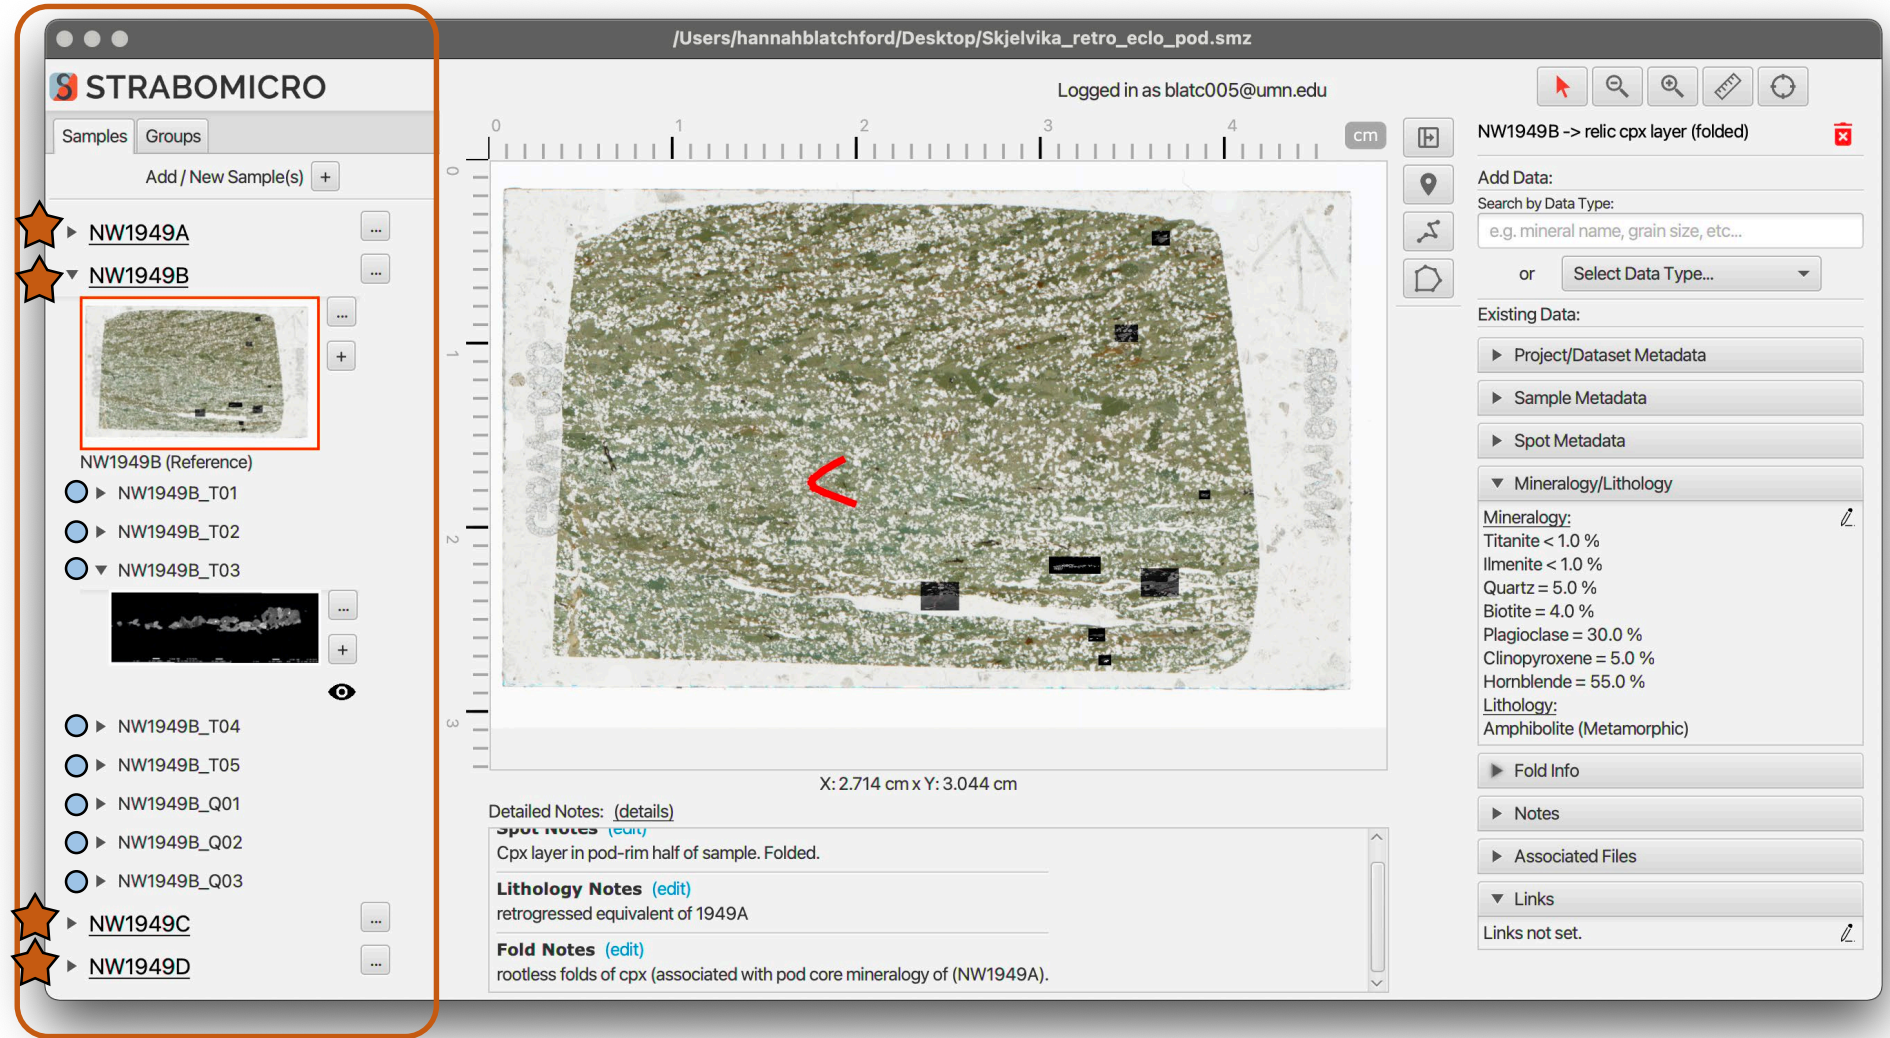 /Users/hannahblatchford/Desktop/Skjelvika_retro_eclo_pod.smz
STRABOMICRO
Samples
Groups
Add / New Sample(s)
+
NW1949A
...
NW1949B
...
...
+
NW1949B (Reference)
NW1949B_T01
NW1949B_T02
NW1949B_T03
...
+
NW1949B_T04
NW1949B_T05
NW1949B_Q01
NW1949B_Q02
NW1949B_Q03
NW1949C
...
NW1949D
...
Logged in as blatc005@umn.edu
0 1 2 3 4
cm
0
1
2
3
X: 2.714 cm x Y: 3.044 cm
Detailed Notes: (details)
Spot Notes (edit)
Cpx layer in pod-rim half of sample. Folded.
Lithology Notes (edit)
retrogressed equivalent of 1949A
Fold Notes (edit)
rootless folds of cpx (associated with pod core mineralogy of (NW1949A).
NW1949B -> relic cpx layer (folded)
Add Data:
Search by Data Type:
e.g. mineral name, grain size, etc...
or
Select Data Type...
Existing Data:
Project/Dataset Metadata
Sample Metadata
Spot Metadata
Mineralogy/Lithology
Mineralogy:
Titanite < 1.0 %
Ilmenite < 1.0 %
Quartz = 5.0 %
Biotite = 4.0 %
Plagioclase = 30.0 %
Clinopyroxene = 5.0 %
Hornblende = 55.0 %
Lithology:
Amphibolite (Metamorphic)
Fold Info
Notes
Associated Files
Links
Links not set.